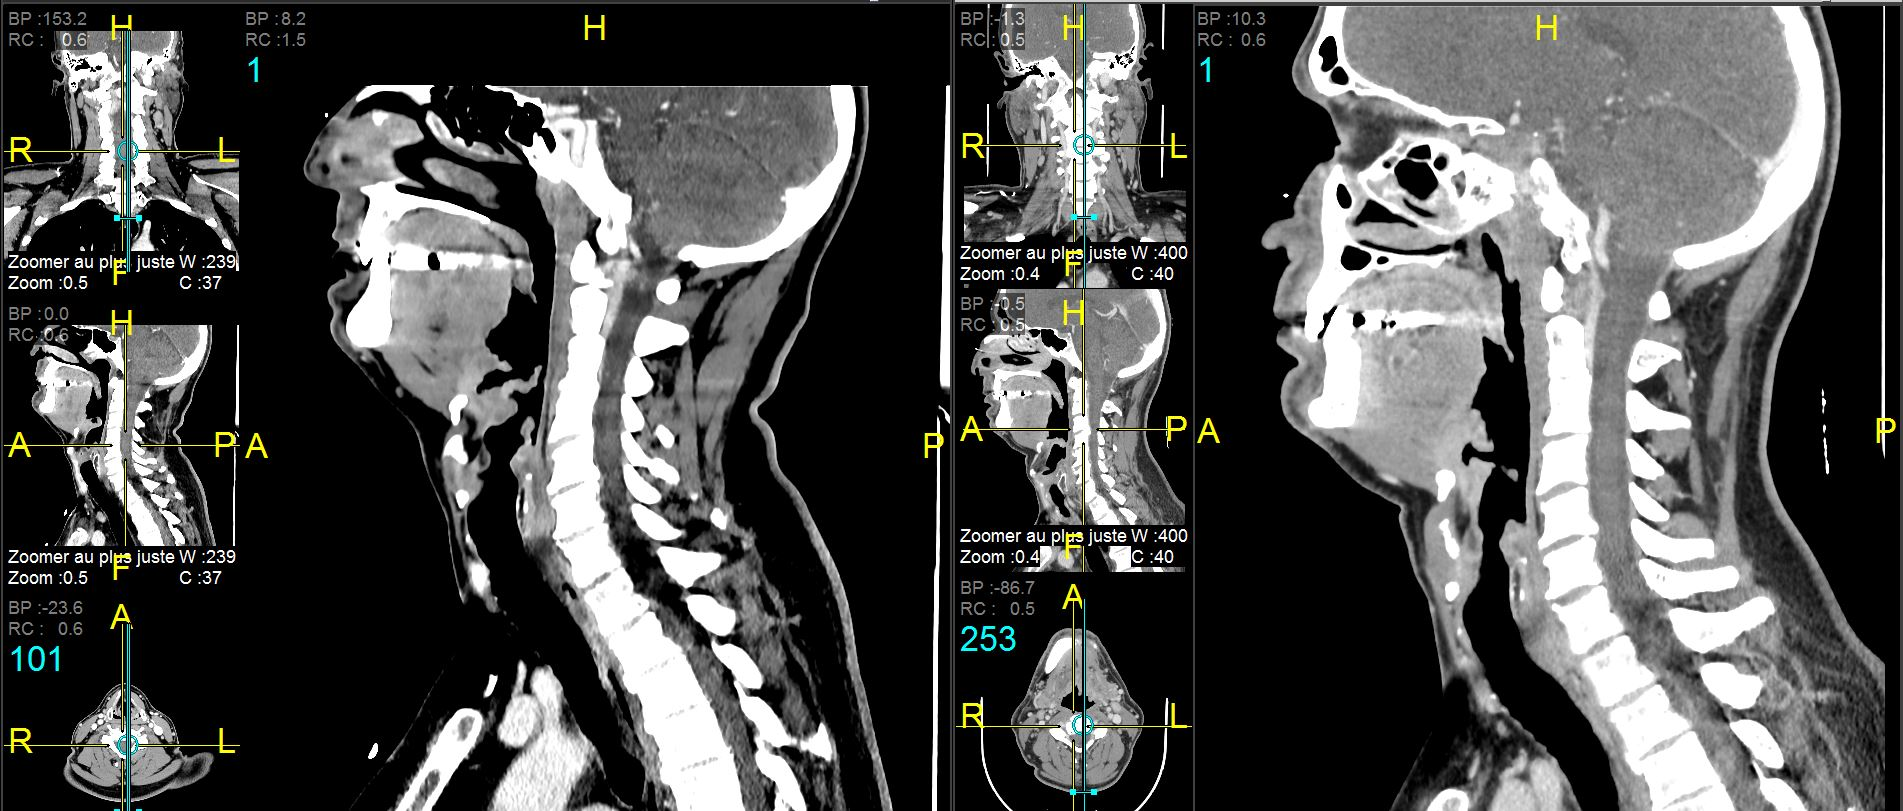 BP :153.2
RC : 0.6
H
R
L
Zoomer au plus juste W :239
Zoom :0.5 C :37
F
BP :0.0
RC :0.6
H
A
P
Zoomer au plus juste W :239
Zoom :0.5 C :37
F
BP :-23.6
RC : 0.6
A
101
R
L
BP :8.2
RC :1.5
H
1
A
P
BP :-1.3
RC : 0.5
H
R
L
Zoomer au plus juste W :400
Zoom :0.4 C :40
F
BP :-0.5
RC :0.5
H
A
P
Zoomer au plus juste W :400
Zoom :0.4 C :40
F
BP :-86.7
RC : 0.5
A
253
R
L
BP :10.3
RC : 0.6
H
1
A
P